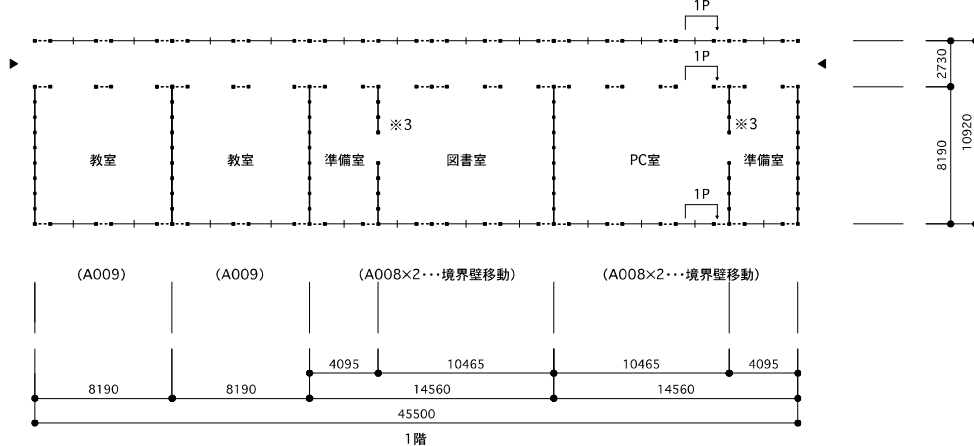 1P
1P
2730
※3
※3
教室
教室
準備室
図書室
PC室
準備室
8190
10920
1P
(A009)
(A009)
(A008×2･･･境界壁移動)
(A008×2･･･境界壁移動)
4095
10465
10465
4095
8190
8190
14560
14560
45500
1階